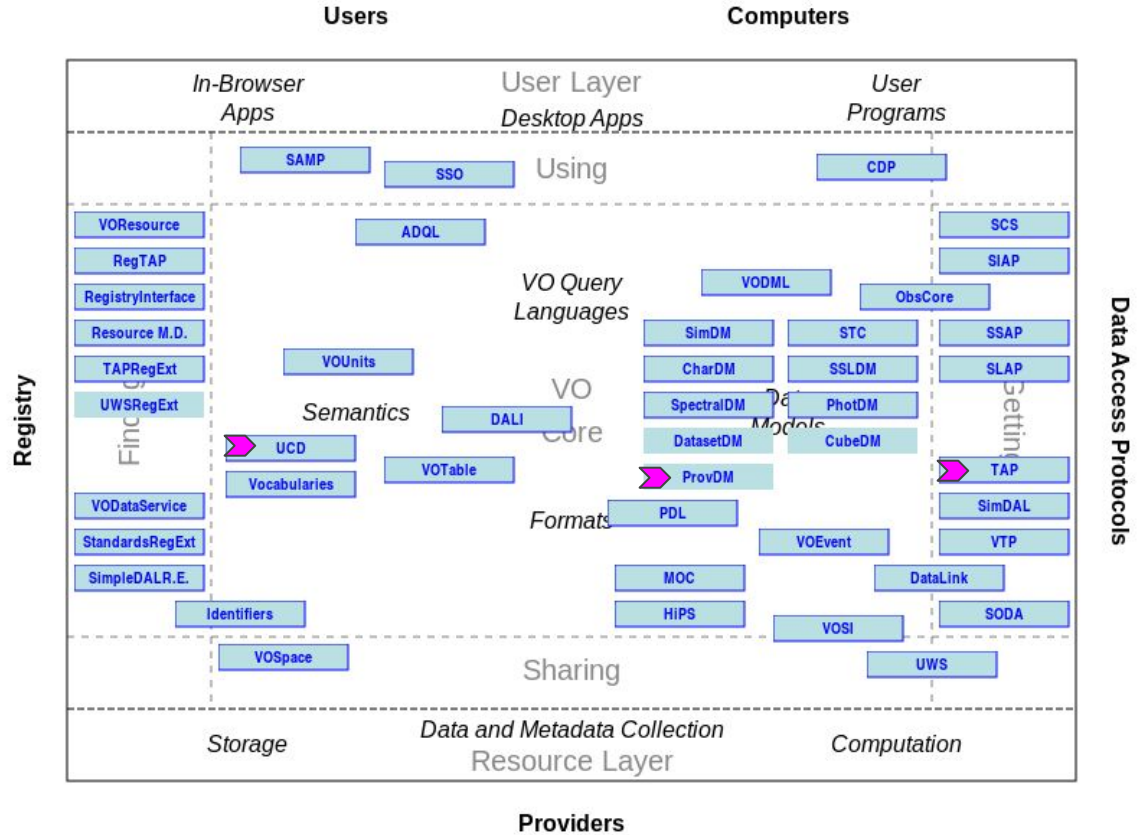 Users
Computers
In-Browser
Apps
User Layer
Desktop Apps
User
Programs
SAMP
SSO
Using
CDP
VOResource
ADQL
SCS
RegTAP
SIAP
VO Query
Languages
VODML
RegistryInterface
ObsCore
Resource M.D.
SimDM
STC
SSAP
TAPRegExt
VOUnits
CharDM
SSLDM
SLAP
UWSRegExt
VO
Core
SpectralDM
PhotDM
Semantics
DALI
Models
DatasetDM
CubeDM
UCD
VOTable
ProvDM
TAP
Vocabularies
VODataService
Formats
PDL
SimDAL
StandardsRegExt
VOEvent
VTP
SimpleDALR.E.
MOC
DataLink
Identifiers
HiPS
VOSI
SODA
VOSpace
Sharing
UWS
Storage
Data and Metadata Collection
Resource Layer
Computation
Providers
Registry
Data Access Protocols